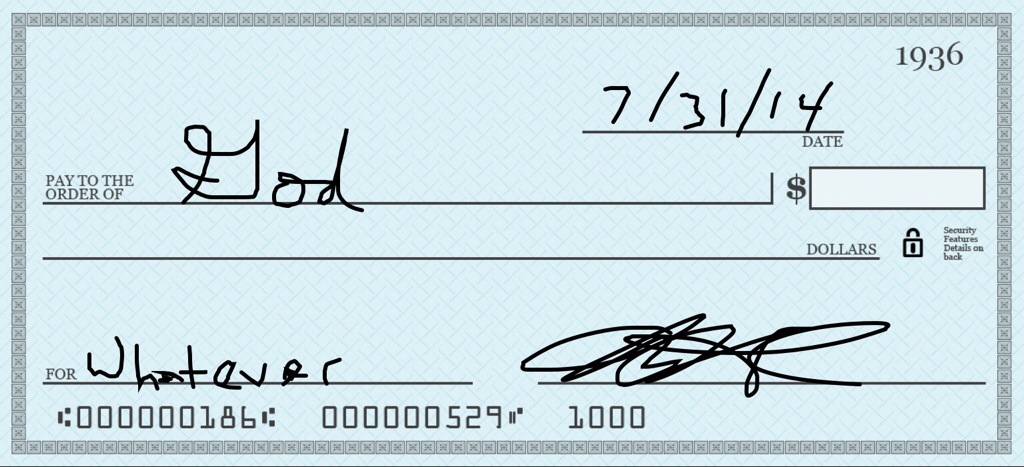 1936
7/31/14
DATE
PAY TO THE
ORDER OF God
$
DOLLARS
Security
Features
Details on
back
FOR Whatever
⑆000000186⑆ 000000529⑈ 1000